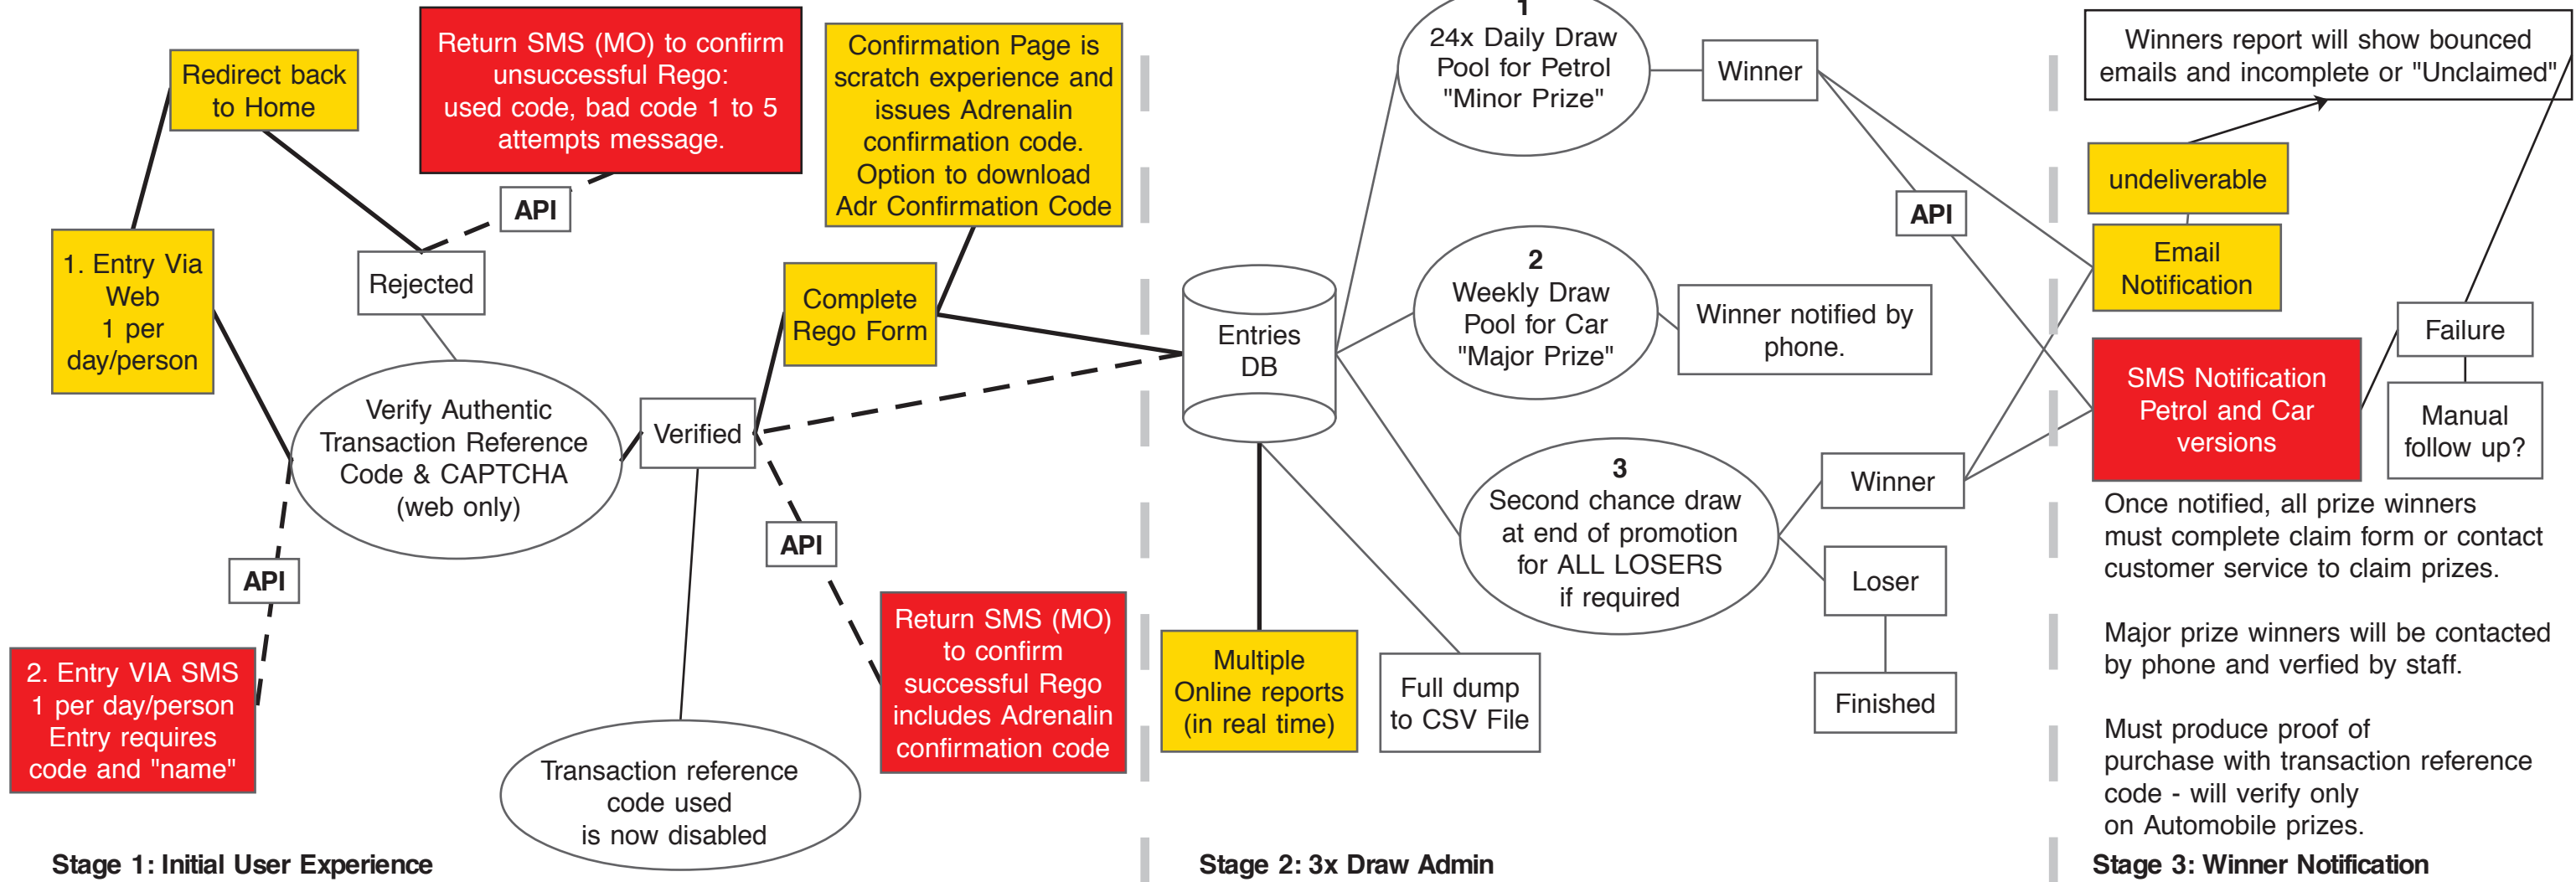 Redirect back
to Home
Return SMS (MO) to confirm
unsuccessful Rego:
used code, bad code 1 to 5
attempts message.
Confirmation Page is
scratch experience and
issues Adrenalin
confirmation code.
Option to download
Adr Confirmation Code
API
1. Entry Via
Web
1 per
day/person
Rejected
Complete
Rego Form
Verify Authentic
Transaction Reference
Code & CAPTCHA
(web only)
Verified
API
API
2. Entry VIA SMS
1 per day/person
Entry requires
code and "name"
Return SMS (MO)
to confirm
successful Rego
includes Adrenalin
confirmation code
Transaction reference
code used
is now disabled
Stage 1: Initial User Experience
1
24x Daily Draw
Pool for Petrol
"Minor Prize"
Winner
API
Entries
DB
2
Weekly Draw
Pool for Car
"Major Prize"
Winner notified by
phone.
3
Second chance draw
at end of promotion
for ALL LOSERS
if required
Winner
Loser
Finished
Multiple
Online reports
(in real time)
Full dump
to CSV File
Stage 2: 3x Draw Admin
Winners report will show bounced
emails and incomplete or "Unclaimed"
undeliverable
Email
Notification
Failure
SMS Notification
Petrol and Car
versions
Manual
follow up?
Once notified, all prize winners
must complete claim form or contact
customer service to claim prizes.
Major prize winners will be contacted
by phone and verfied by staff.
Must produce proof of
purchase with transaction reference
code - will verify only
on Automobile prizes.
Stage 3: Winner Notification